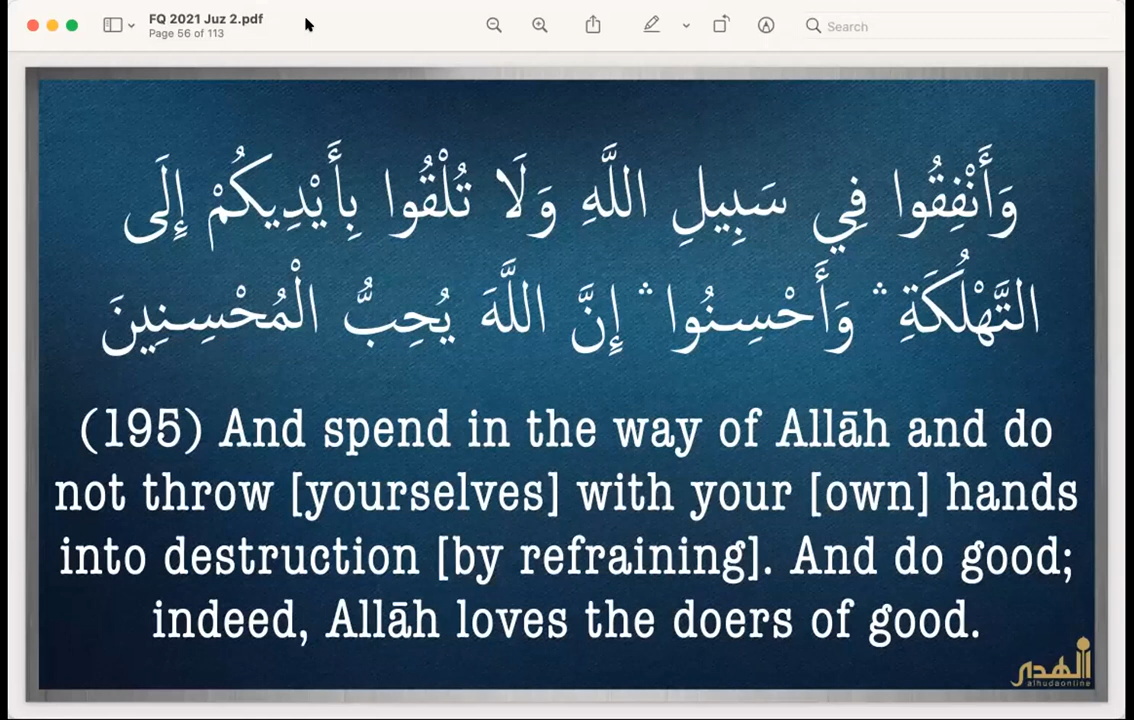 FQ 2021 Juz 2.pdf
Page 56 of 113
Search
وَأَنْفِقُوا فِي سَبِيلِ اللَّهِ وَلَا تُلْقُوا بِأَيْدِيكُمْ إِلَى
التَّهْلُكَةِ ۛ وَأَحْسِنُوا ۛ إِنَّ اللَّهَ يُحِبُّ الْمُحْسِنِينَ
(195) And spend in the way of Allāh and do
not throw [yourselves] with your [own] hands
into destruction [by refraining]. And do good;
indeed, Allāh loves the doers of good.
الهدى
alhudaonline